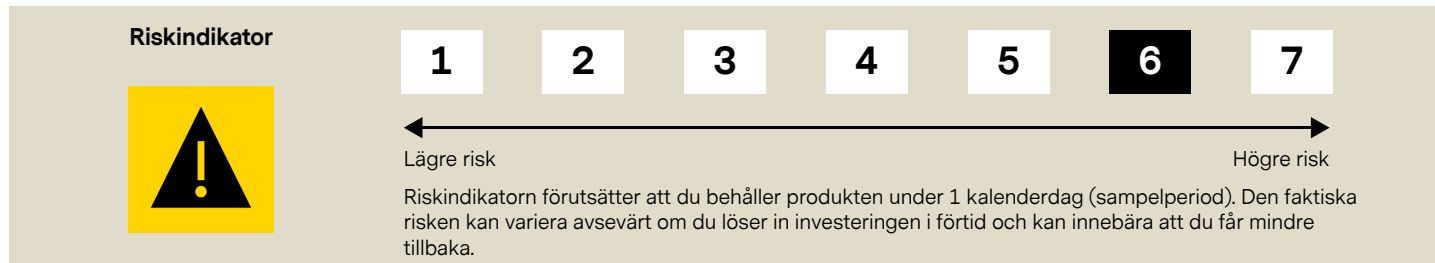 Riskindikator
1 2 3 4 5 6 7
Lägre risk Högre risk
Riskindikatorn förutsätter att du behåller produkten under 1 kalenderdag (sampelperiod). Den faktiska
risken kan variera avsevärt om du löser in investeringen i förtid och kan innebära att du får mindre
tillbaka.